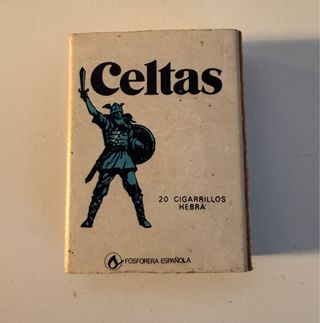 Celtas
20 CIGARRILLOS
HEBRA
FOSFORERA ESPAÑOLA